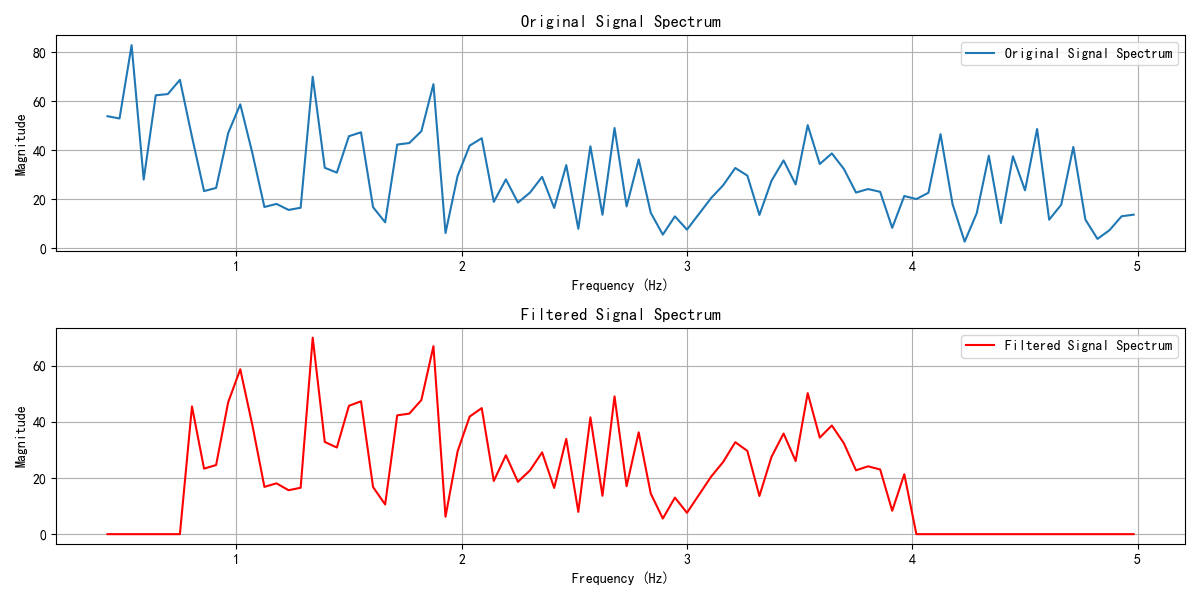 Original Signal Spectrum
Original Signal Spectrum
Magnitude
80
60
40
20
0
1
2
3
4
5
Frequency (Hz)
Filtered Signal Spectrum
Filtered Signal Spectrum
Magnitude
60
40
20
0
1
2
3
4
5
Frequency (Hz)